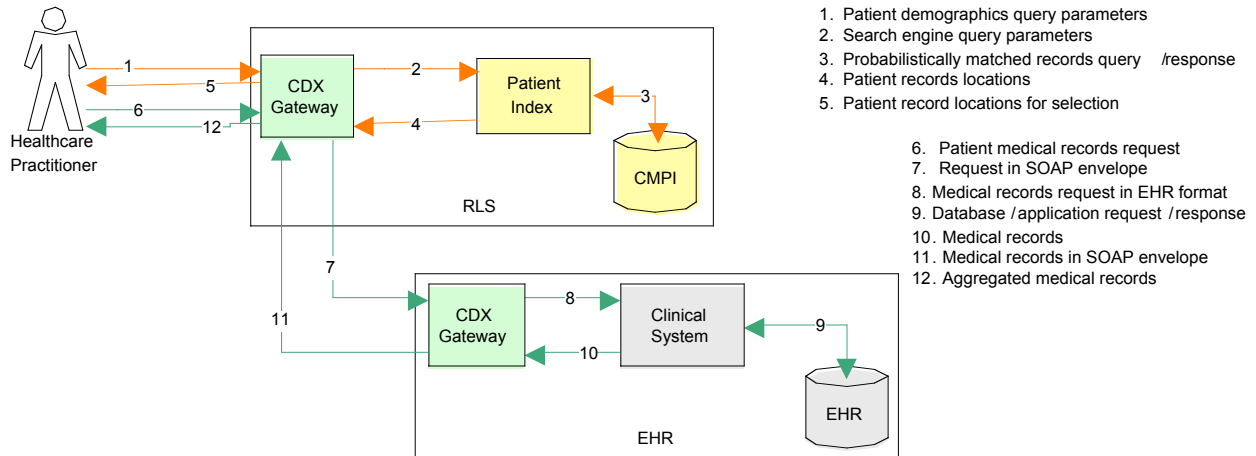 1. Patient demographics query parameters
2. Search engine query parameters
3. Probabilistically matched records query /response
4. Patient records locations
5. Patient record locations for selection
1
5
6
12
Healthcare
Practitioner
CDX
Gateway
2
4
Patient
Index
3
CMPI
RLS
6. Patient medical records request
7. Request in SOAP envelope
8. Medical records request in EHR format
9. Database /application request /response
10. Medical records
11. Medical records in SOAP envelope
12. Aggregated medical records
7
11
CDX
Gateway
8
10
Clinical
System
9
EHR
EHR